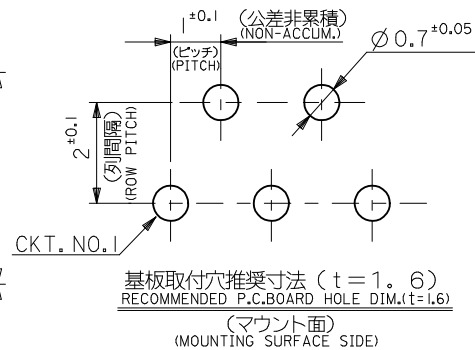 1 ±0.1
(公差非累積)
(NON-ACCUM.)
(ピッチ)
(PITCH)
Ø0.7 ±0.05
2 ±0.1
(列間隔)
(ROW PITCH)
CKT. NO.1
基板取付穴推奨寸法 (t=1. 6)
RECOMMENDED P.C.BOARD HOLE DIM.(t=1.6)
(マウント面)
(MOUNTING SURFACE SIDE)